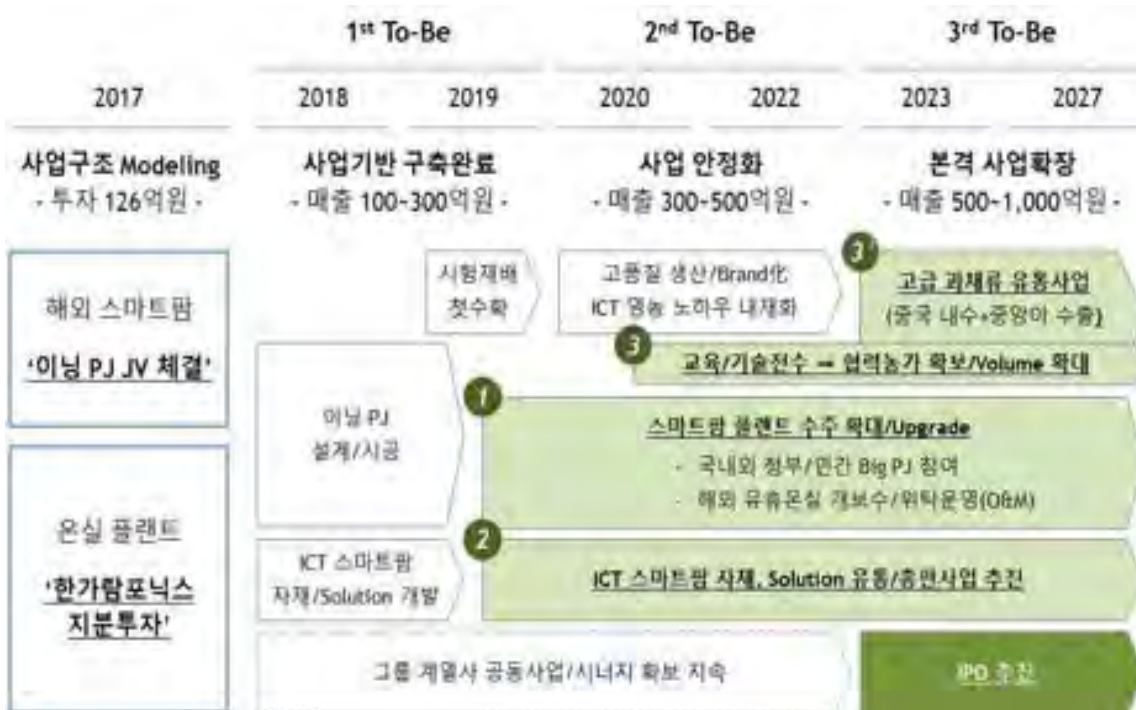 1st To-Be
2nd To-Be
3rd To-Be
2017
2018
2019
2020
2022
2023
2027
사업구조 Modeling
- 투자 126억원 -
사업기반 구축완료
- 매출 100~300억원 -
사업 안정화
- 매출 300~500억원 -
본격 사업확장
- 매출 500~1,000억원 -
해외 스마트팜
'이닝 PJ JV 체결'
시험재배
첫수확
고품질 생산/Brand化
ICT 영농 노하우 내재화
3
고급 과채류 유통사업
(중국 내수+중앙아 수출)
3
교육/기술전수 → 협력농가 확보/Volume 확대
이닝 PJ
설계/시공
1
스마트팜 플랜트 수주 확대/Upgrade
- 국내외 정부/민간 Big PJ 참여
- 해외 유휴온실 개보수/위탁운영(O&M)
온실 플랜트
'한가람포닉스
지분투자'
ICT 스마트팜
자재/Solution 개발
2
ICT 스마트팜 자재, Solution 유통/총판사업 추진
그룹 계열사 공동사업/시너지 확보 지속
IPO 추진